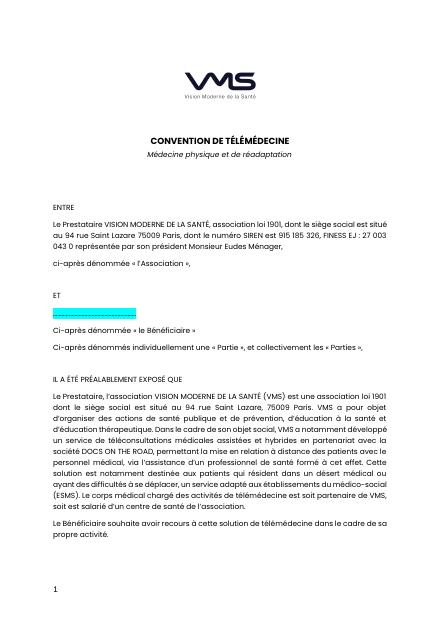 VMS
Vision Moderne de la Santé
CONVENTION DE TÉLÉMÉDECINE
Médecine physique et de réadaptation
ENTRE
Le Prestataire VISION MODERNE DE LA SANTÉ, association loi 1901, dont le siège social est situé
au 94 rue Saint Lazare 75009 Paris, dont le numéro SIREN est 915 185 326, FINESS EJ : 27 003
043 0 représentée par son président Monsieur Eudes Ménager,
ci-après dénommée « l'Association »,
ET
Ci-après dénommée « le Bénéficiaire »
Ci-après dénommés individuellement une « Partie », et collectivement les « Parties »,
IL A ÉTÉ PRÉALABLEMENT EXPOSÉ QUE
Le Prestataire, l'association VISION MODERNE DE LA SANTÉ (VMS) est une association loi 1901
dont le siège social est situé au 94 rue Saint Lazare, 75009 Paris. VMS a pour objet
d'organiser des actions de santé publique et de prévention, d'éducation à la santé et
d'éducation thérapeutique. Dans le cadre de son objet social, VMS a notamment développé
un service de téléconsultations médicales assistées et hybrides en partenariat avec la
société DOCS ON THE ROAD, permettant la mise en relation à distance des patients avec le
personnel médical, via l'assistance d'un professionnel de santé formé à cet effet. Cette
solution est notamment destinée aux patients qui résident dans un désert médical ou
ayant des difficultés à se déplacer, un service adapté aux établissements du médico-social
(ESMS). Le corps médical chargé des activités de télémédecine est soit partenaire de VMS,
soit est salarié d'un centre de santé de l'association.
Le Bénéficiaire souhaite avoir recours à cette solution de télémédecine dans le cadre de sa
propre activité.
1